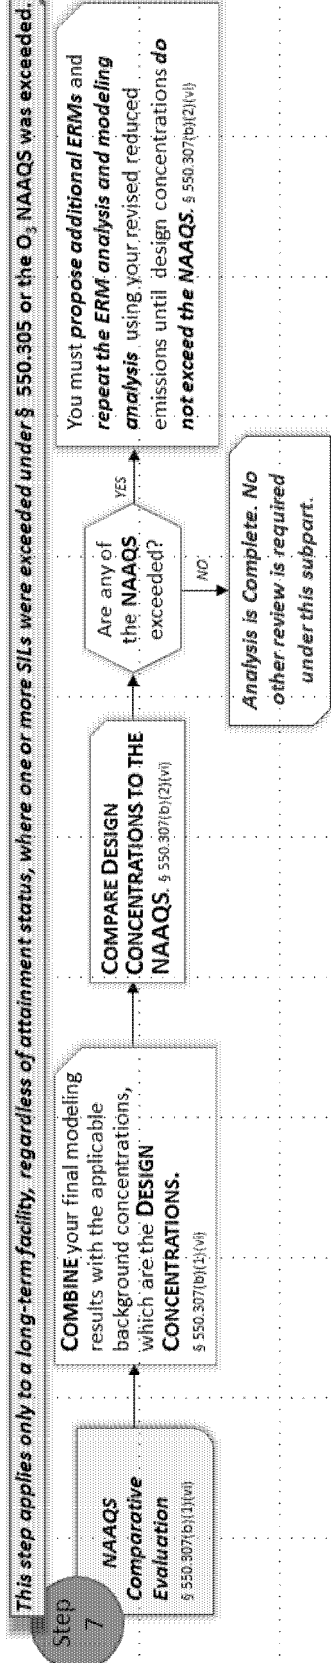 This step applies only to a long-term facility, regardless of attainment status, where one or more SILs were exceeded under § 550.305 or the O3 NAAQS was exceeded.
Step
7
NAAQS
Comparative
Evaluation
§ 550.307(b)(1)(vi)
COMBINE your final modeling
results with the applicable
background concentrations,
which are the DESIGN
CONCENTRATIONS.
§ 550.307(b)(1)(vi)
COMPARE DESIGN
CONCENTRATIONS TO THE
NAAQS. § 550.307(b)(2)(vi)
Are any of
the NAAQS
exceeded?
YES
NO
You must propose additional ERMs and
repeat the ERM analysis and modeling
analysis using your revised reduced
emissions until design concentrations do
not exceed the NAAQS. § 550.307(b)(2)(vi)
Analysis is Complete. No
other review is required
under this subpart.